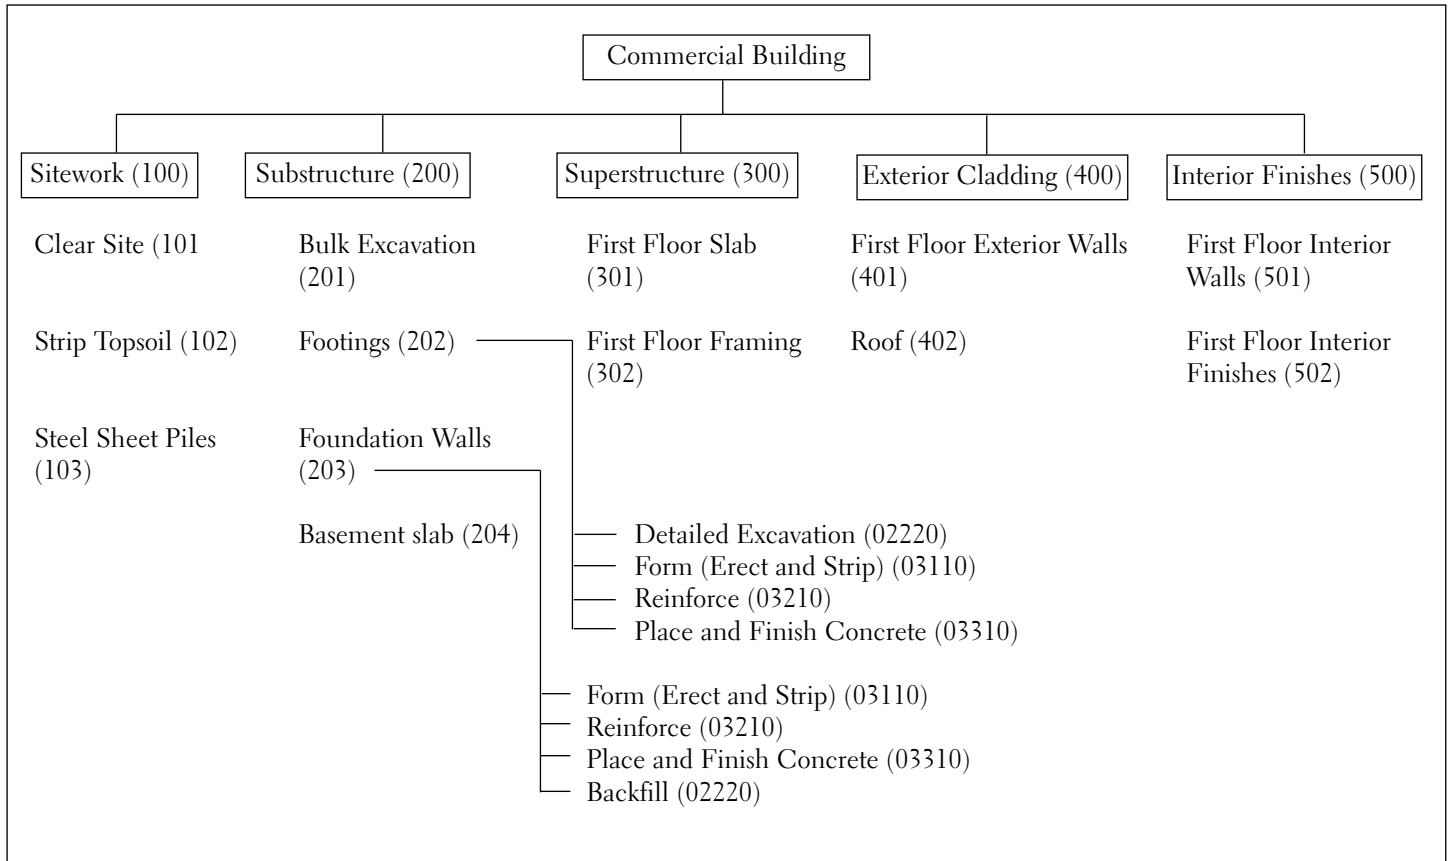 Commercial Building
Sitework (100)
Substructure (200)
Superstructure (300)
Exterior Cladding (400)
Interior Finishes (500)
Clear Site (101
Strip Topsoil (102)
Steel Sheet Piles
(103)
Bulk Excavation
(201)
Footings (202)
Foundation Walls
(203)
Basement slab (204)
First Floor Slab
(301)
First Floor Framing
(302)
First Floor Exterior Walls
(401)
Roof (402)
First Floor Interior
Walls (501)
First Floor Interior
Finishes (502)
Detailed Excavation (02220)
Form (Erect and Strip) (03110)
Reinforce (03210)
Place and Finish Concrete (03310)
Form (Erect and Strip) (03110)
Reinforce (03210)
Place and Finish Concrete (03310)
Backfill (02220)